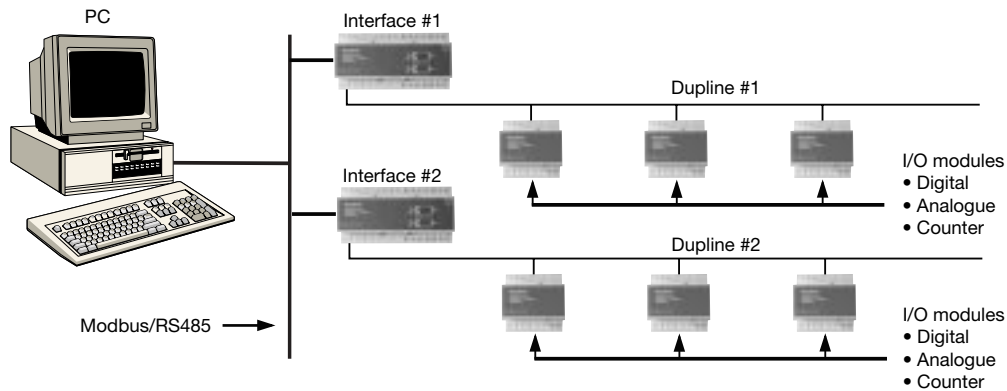 PC
Interface #1
Dupline #1
I/O modules
• Digital
• Analogue
• Counter
Interface #2
Dupline #2
Modbus/RS485
I/O modules
• Digital
• Analogue
• Counter